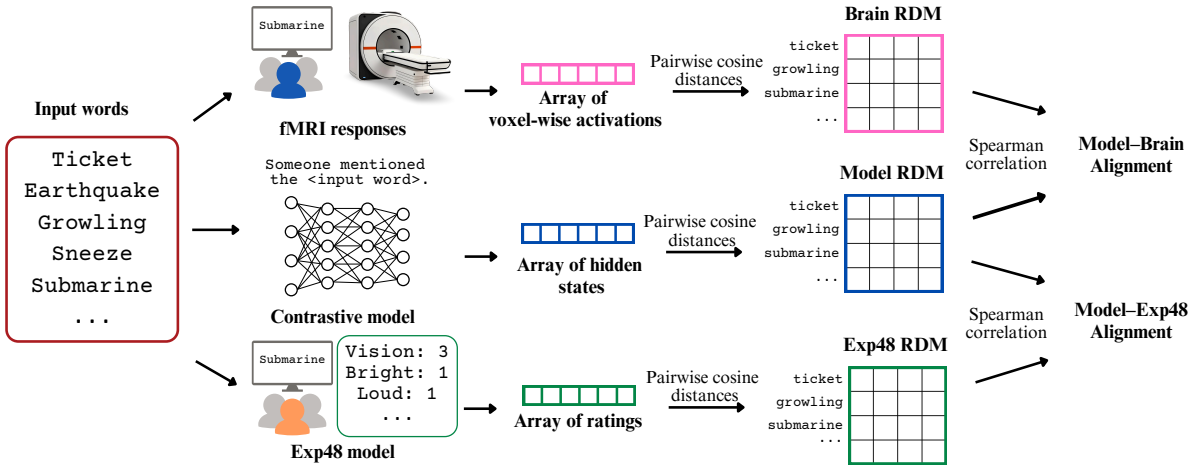 Input words
Ticket
Earthquake
Growling
Sneeze
Submarine
...
Submarine
fMRI responses
Array of
voxel-wise activations
Pairwise cosine
distances
Brain RDM
ticket
growling
submarine
...
Someone mentioned
the <input word>.
Contrastive model
Array of hidden
states
Pairwise cosine
distances
Model RDM
ticket
growling
submarine
...
Submarine
Vision: 3
Bright: 1
Loud: 1
...
Exp48 model
Array of ratings
Pairwise cosine
distances
Exp48 RDM
ticket
growling
submarine
...
Spearman
correlation
Model–Brain
Alignment
Spearman
correlation
Model–Exp48
Alignment